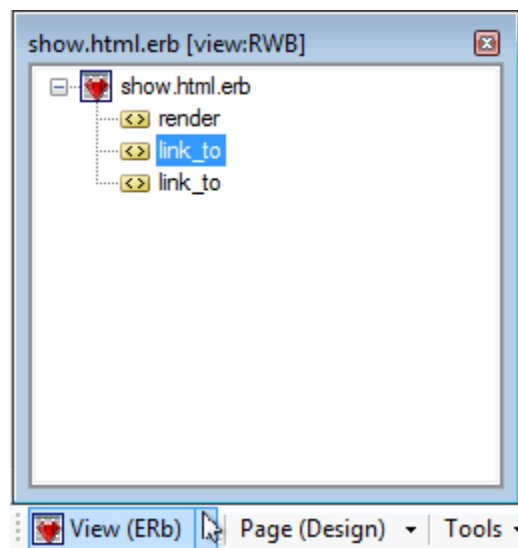 show.html.erb [view:RWB]
show.html.erb
render
link_to
link_to
View (ERb) Page (Design) Tools